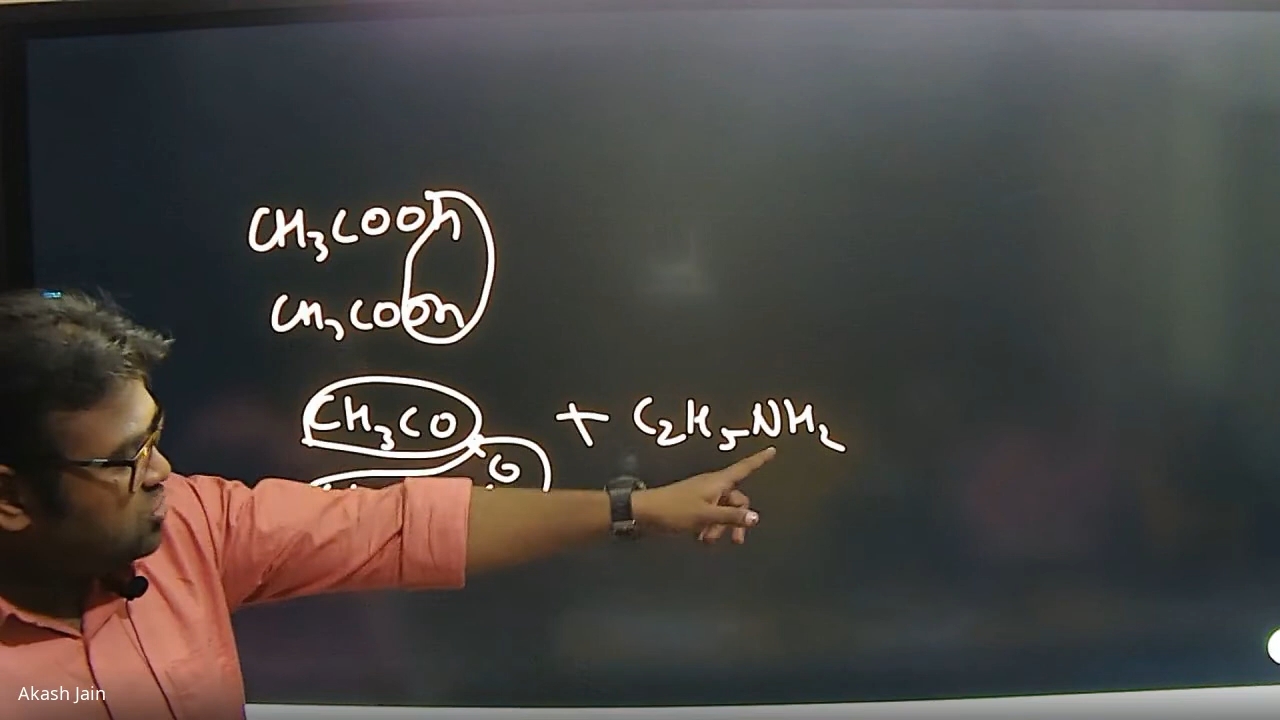 CH3COOH
CH3COOH
CH3CO + C2H5-NH2
O
Akash Jain